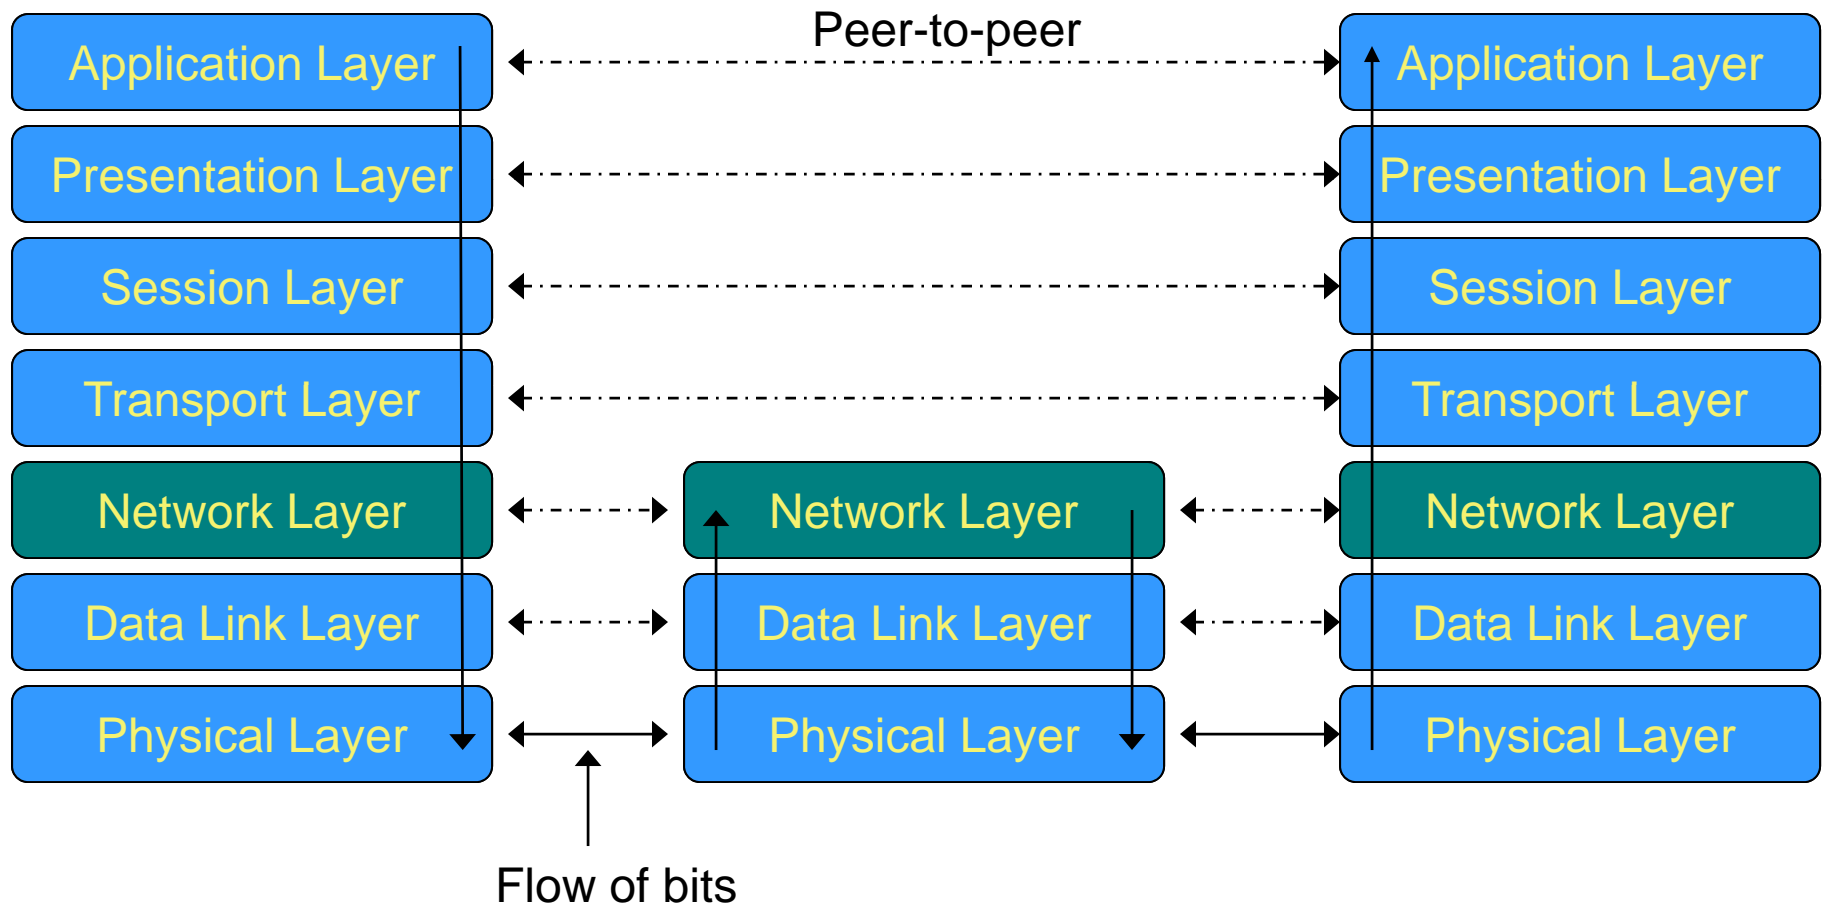 Peer-to-peer
Application Layer
Application Layer
Presentation Layer
Presentation Layer
Session Layer
Session Layer
Transport Layer
Transport Layer
Network Layer
Network Layer
Network Layer
Data Link Layer
Data Link Layer
Data Link Layer
Physical Layer
Physical Layer
Physical Layer
Flow of bits